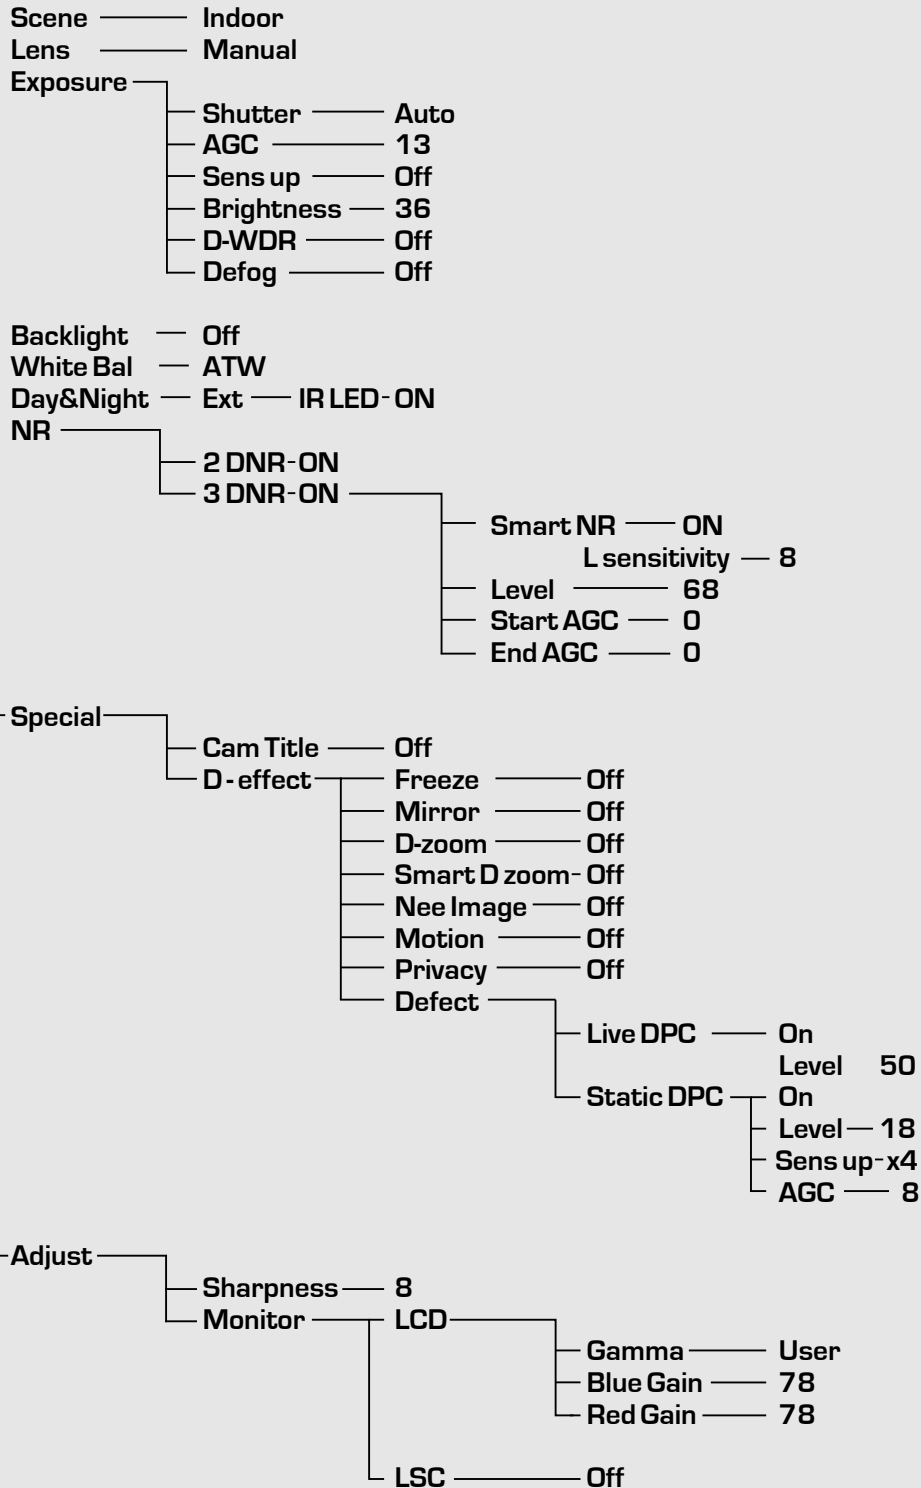 Scene Indoor
Lens Manual
Exposure
Shutter Auto
AGC 13
Sens up Off
Brightness 36
D-WDR Off
Defog Off
Backlight Off
White Bal ATW
Day&Night Ext IR LED-ON
NR
2 DNR-ON
3 DNR-ON
Smart NR ON
L sensitivity 8
Level 68
Start AGC 0
End AGC 0
Special
Cam Title Off
D-effect Freeze Off
Mirror Off
D-zoom Off
Smart D zoom Off
Nee Image Off
Motion Off
Privacy Off
Defect
Live DPC On
Level 50
Static DPC On
Level 18
Sens up x4
AGC 8
Adjust
Sharpness 8
Monitor LCD
Gamma User
Blue Gain 78
Red Gain 78
LSC Off